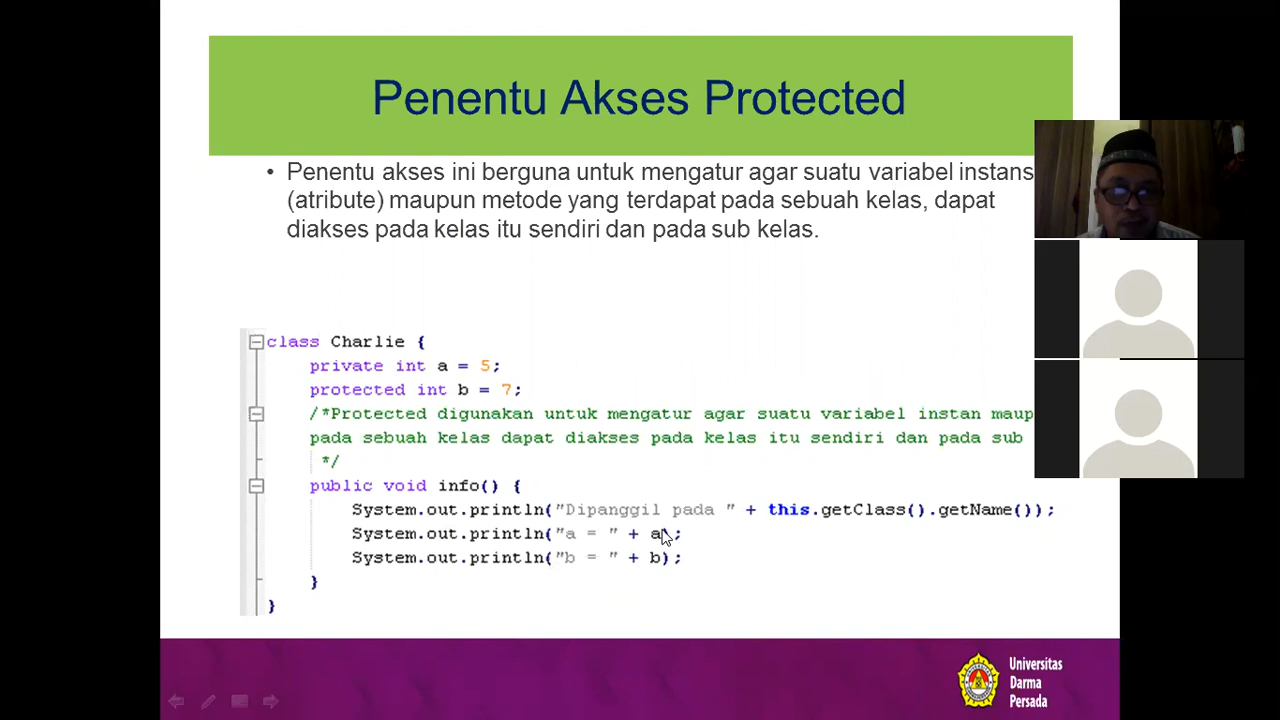 Penentu Akses Protected
• Penentu akses ini berguna untuk mengatur agar suatu variabel instans
(atribute) maupun metode yang terdapat pada sebuah kelas, dapat
diakses pada kelas itu sendiri dan pada sub kelas.
class Charlie {
private int a = 5;
protected int b = 7;
/*Protected digunakan untuk mengatur agar suatu variabel instan
pada sebuah kelas dapat diakses pada kelas itu sendiri dan pada sub
*/
public void info() {
System.out.println("Dipanggil pada " + this.getClass().getName());
System.out.println("a = " + a);
System.out.println("b = " + b);
}
}
Universitas
Darma
Persada